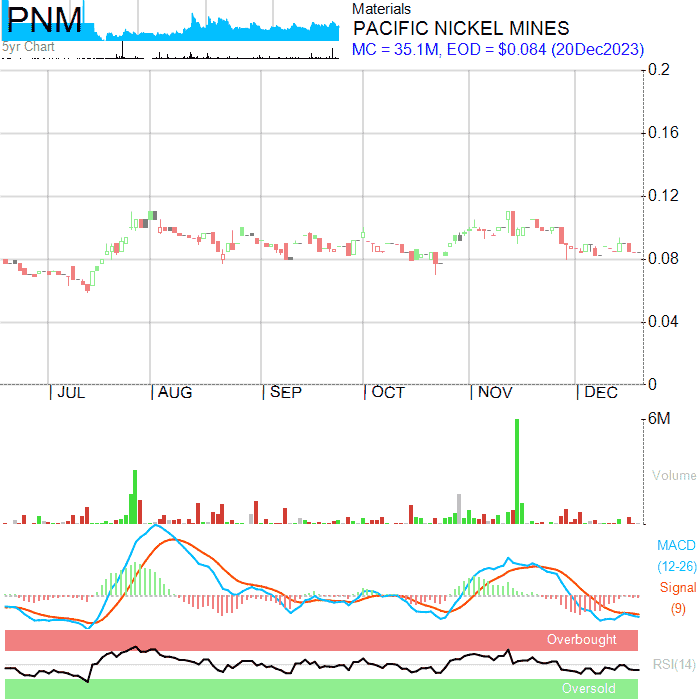 PNM
5yr Chart
Materials
PACIFIC NICKEL MINES
MC = 35.1M, EOD = $0.084 (20Dec2023)
0.2
0.16
0.12
0.08
0.04
0
JUL AUG SEP OCT NOV DEC
6M
Volume
MACD
(12-26)
Signal
(9)
Overbought
RSI(14)
Oversold